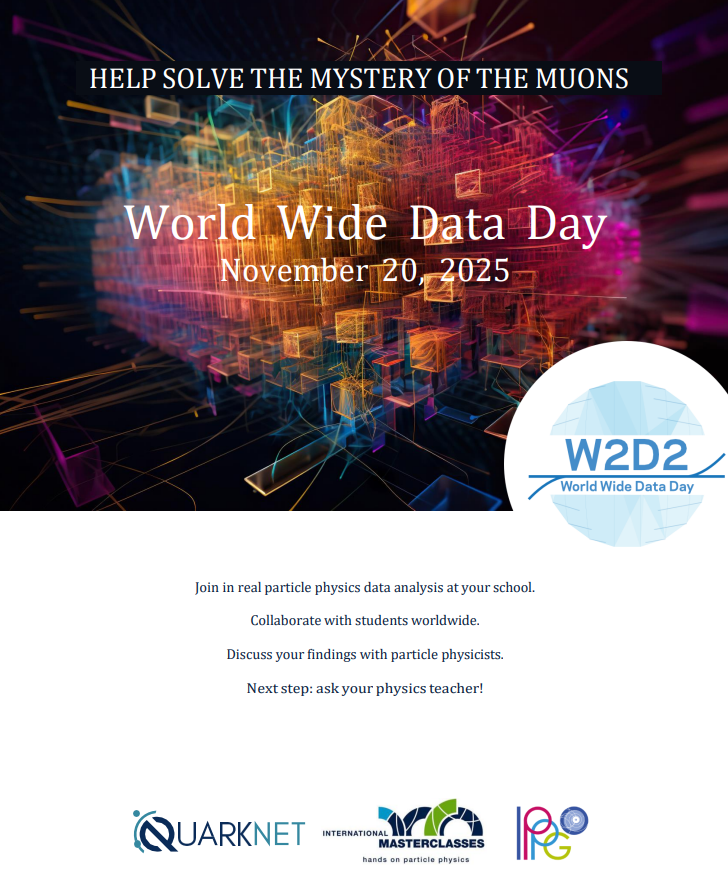 HELP SOLVE THE MYSTERY OF THE MUONS
World Wide Data Day
November 20, 2025
W2D2
World Wide Data Day
Join in real particle physics data analysis at your school.
Collaborate with students worldwide.
Discuss your findings with particle physicists.
Next step: ask your physics teacher!
QUARKNET
INTERNATIONAL
MASTERCLASSES
hands on particle physics
IPPOG